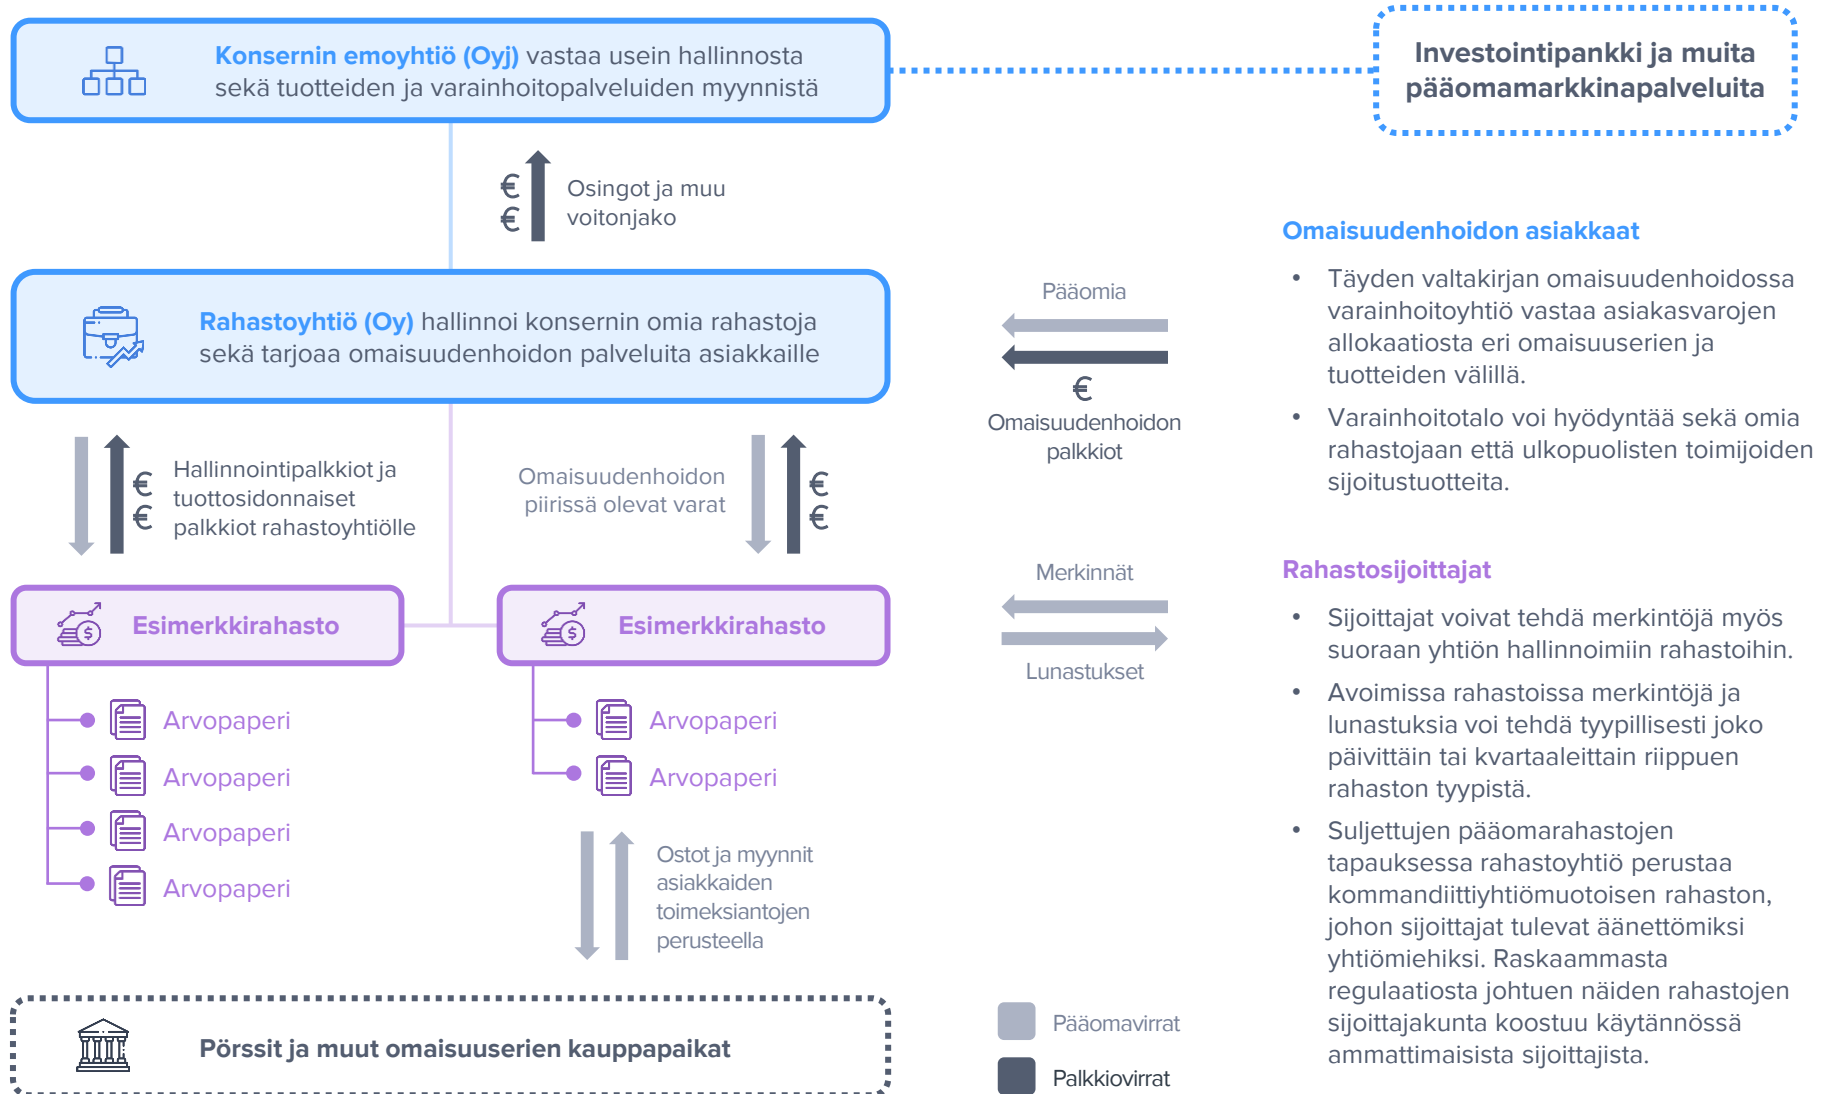 Konsernin emoyhtiö (Oyj) vastaa usein hallinnosta
sekä tuotteiden ja varainhoitopalveluiden myynnistä
Investointipankki ja muita
pääomamarkkinapalveluita
€
€
Osingot ja muu
voitonjako
Rahastoyhtiö (Oy) hallinnoi konsernin omia rahastoja
sekä tarjoaa omaisuudenhoidon palveluita asiakkaille
Pääomia
€
Omaisuudenhoidon
palkkiot
Omaisuudenhoidon asiakkaat
• Täyden valtakirjan omaisuudenhoidossa
varainhoitoyhtiö vastaa asiakasvarojen
allokaatiosta eri omaisuuserien ja
tuotteiden välillä.
• Varainhoitotalo voi hyödyntää sekä omia
rahastojaan että ulkopuolisten toimijoiden
sijoitustuotteita.
€
€
Hallinnointipalkkiot ja
tuottosidonnaiset
palkkiot rahastoyhtiölle
Omaisuudenhoidon
piirissä olevat varat
€
€
Esimerkkirahasto
Arvopaperi
Arvopaperi
Arvopaperi
Arvopaperi
Esimerkkirahasto
Arvopaperi
Arvopaperi
Merkinnät
Lunastukset
Rahastosijoittajat
• Sijoittajat voivat tehdä merkintöjä myös
suoraan yhtiön hallinnoimiin rahastoihin.
• Avoimissa rahastoissa merkintöjä ja
lunastuksia voi tehdä tyypillisesti joko
päivittäin tai kvartaaleittain riippuen
rahaston tyypistä.
• Suljettujen pääomarahastojen
tapauksessa rahastoyhtiö perustaa
kommandiittiyhtiömuotoisen rahaston,
johon sijoittajat tulevat äänettömiksi
yhtiömiehiksi. Raskaammasta
regulaatiosta johtuen näiden rahastojen
sijoittajakunta koostuu käytännössä
ammattimaisista sijoittajista.
Ostot ja myynnit
asiakkaiden
toimeksiantojen
perusteella
Pörssit ja muut omaisuuserien kauppapaikat
Pääomavirrat
Palkkiovirrat